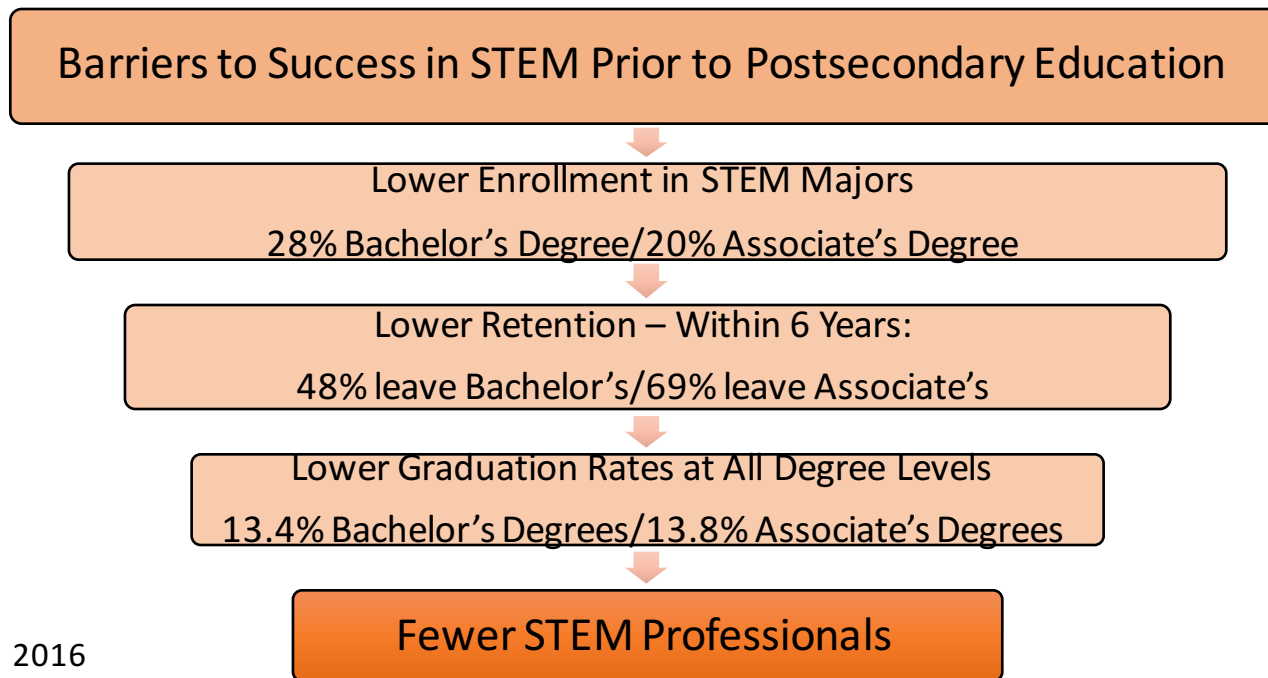 Barriers to Success in STEM Prior to Postsecondary Education
Lower Enrollment in STEM Majors
28% Bachelor’s Degree/20% Associate’s Degree
Lower Retention – Within 6 Years:
48% leave Bachelor’s/69% leave Associate’s
Lower Graduation Rates at All Degree Levels
13.4% Bachelor’s Degrees/13.8% Associate’s Degrees
Fewer STEM Professionals
2016